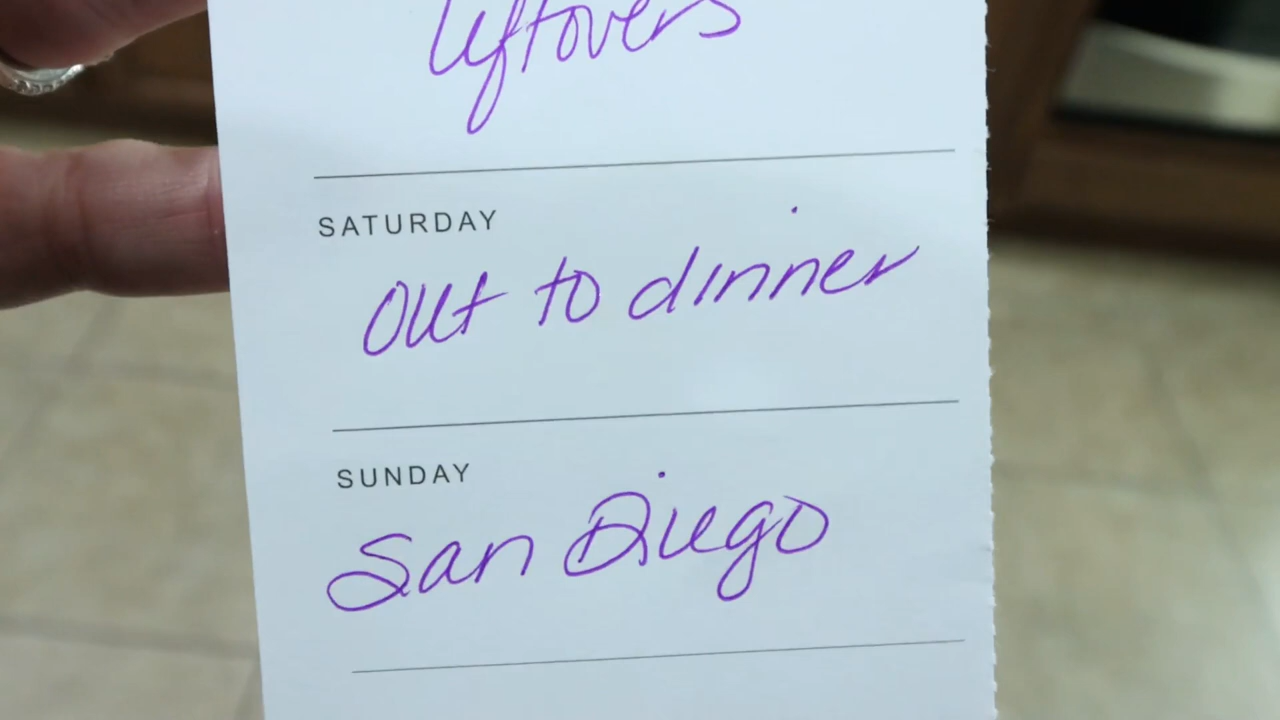 leftovers
SATURDAY
Out to dinner
SUNDAY
San Diego